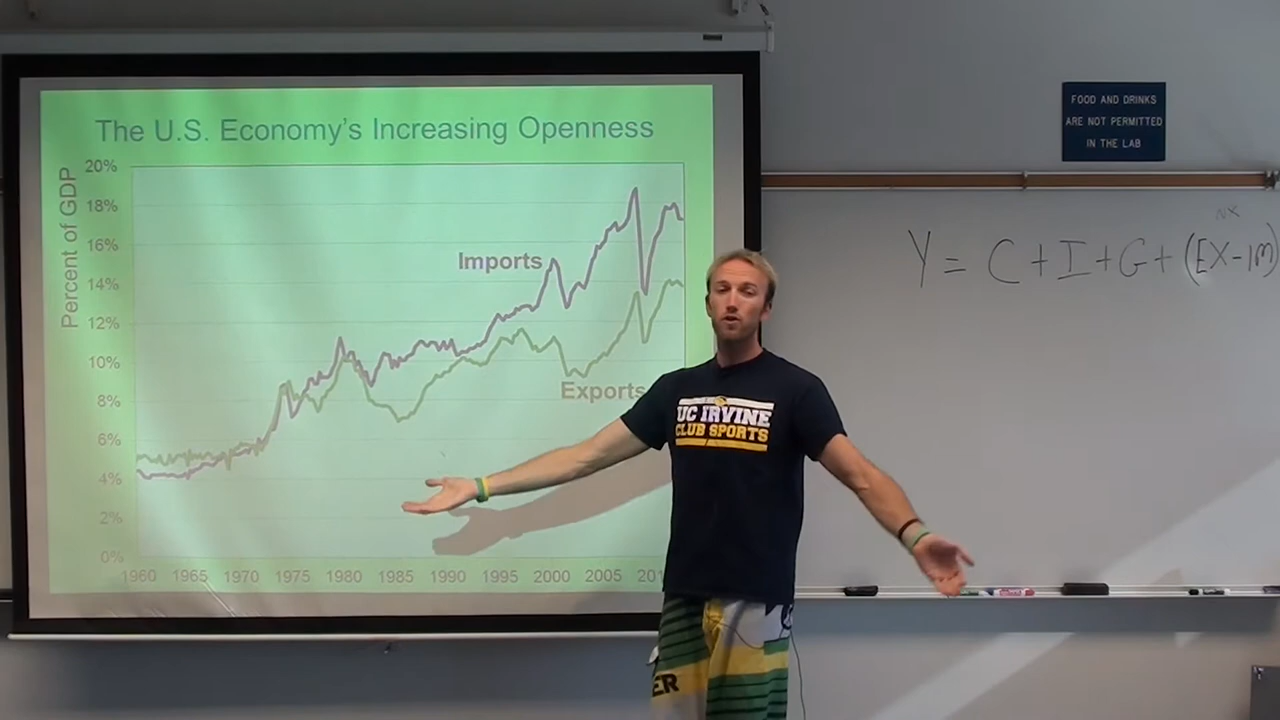 The U.S. Economy's Increasing Openness
Percent of GDP
20%
18%
16%
14%
12%
10%
8%
6%
4%
2%
0%
Imports
Exports
1960 1965 1970 1975 1980 1985 1990 1995 2000 2005 201
FOOD AND DRINKS
ARE NOT PERMITTED
IN THE LAB
NX
Y = C + I + G + (EX - IM)
UC IRVINE
CLUB SPORTS
ER